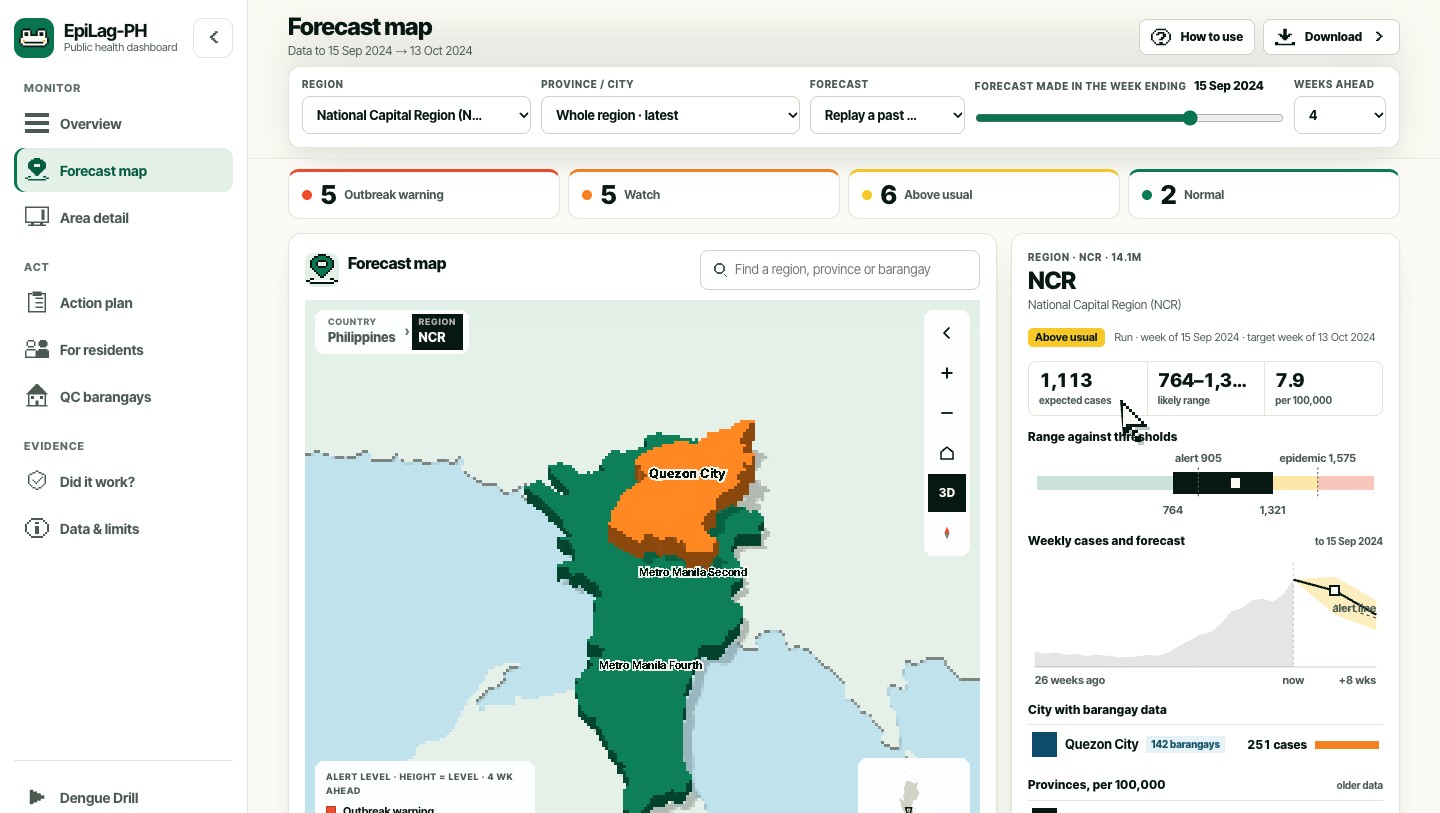 EpiLag-PH
Public health dashboard
MONITOR
Overview
Forecast map
Area detail
ACT
Action plan
For residents
QC barangays
EVIDENCE
Did it work?
Data & limits
Dengue Drill
Forecast map
Data to 15 Sep 2024 → 13 Oct 2024
How to use
Download
REGION
National Capital Region (N...
PROVINCE / CITY
Whole region · latest
FORECAST
Replay a past ...
FORECAST MADE IN THE WEEK ENDING 15 Sep 2024
WEEKS AHEAD
4
5 Outbreak warning
5 Watch
6 Above usual
2 Normal
Forecast map
Find a region, province or barangay
COUNTRY
Philippines
›
REGION
NCR
3D
Quezon City
Metro Manila Second
Metro Manila Fourth
ALERT LEVEL · HEIGHT = LEVEL · 4 WK
AHEAD
Outbreak warning
REGION · NCR · 14.1M
NCR
National Capital Region (NCR)
Above usual
Run · week of 15 Sep 2024 · target week of 13 Oct 2024
1,113
expected cases
764–1,3...
likely range
7.9
per 100,000
Range against thresholds
alert 905
epidemic 1,575
764
1,321
Weekly cases and forecast
to 15 Sep 2024
alert line
26 weeks ago
now
+8 wks
City with barangay data
Quezon City
142 barangays
251 cases
Provinces, per 100,000
older data